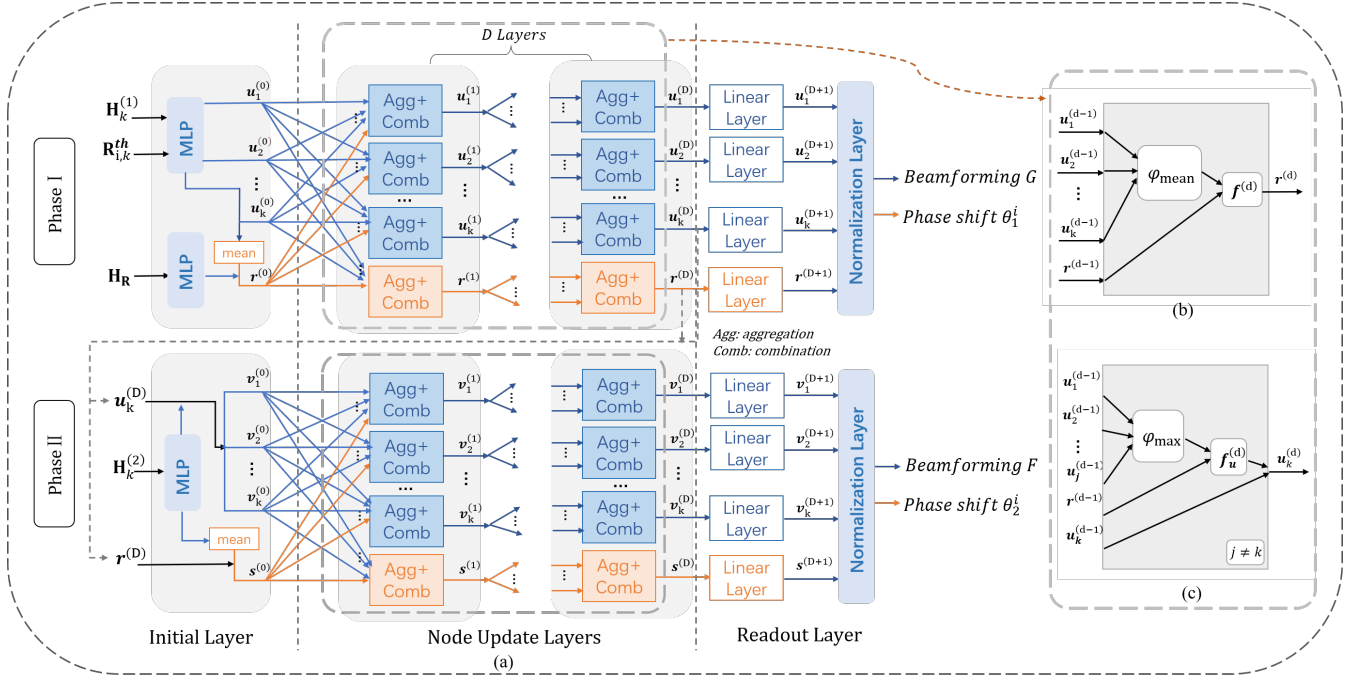 D Layers
Phase I
H_k^(1)
R_{i,k}^{th}
H_R
MLP
MLP
mean
u_1^(0)
u_2^(0)
⋮
u_k^(0)
r^(0)
Agg+
Comb
Agg+
Comb
...
Agg+
Comb
Agg+
Comb
u_1^(1)
u_2^(1)
⋮
u_k^(1)
r^(1)
Agg+
Comb
Agg+
Comb
...
Agg+
Comb
Agg+
Comb
u_1^(D)
u_2^(D)
⋮
u_k^(D)
r^(D)
Linear
Layer
Linear
Layer
Linear
Layer
Linear
Layer
u_1^(D+1)
u_2^(D+1)
u_k^(D+1)
r^(D+1)
Normalization Layer
Beamforming G
Phase shift θ_1^i
Agg: aggregation
Comb: combination
Phase II
u_k^(D)
H_k^(2)
r^(D)
MLP
mean
v_1^(0)
v_2^(0)
⋮
v_k^(0)
s^(0)
Agg+
Comb
Agg+
Comb
...
Agg+
Comb
Agg+
Comb
v_1^(1)
v_2^(1)
⋮
v_k^(1)
s^(1)
Agg+
Comb
Agg+
Comb
...
Agg+
Comb
Agg+
Comb
v_1^(D)
v_2^(D)
⋮
v_k^(D)
s^(D)
Linear
Layer
Linear
Layer
Linear
Layer
Linear
Layer
v_1^(D+1)
v_2^(D+1)
v_k^(D+1)
s^(D+1)
Normalization Layer
Beamforming F
Phase shift θ_2^i
Initial Layer
Node Update Layers
Readout Layer
(a)
u_1^(d-1)
u_2^(d-1)
⋮
u_k^(d-1)
r^(d-1)
φ_mean
f^(d)
r^(d)
(b)
u_1^(d-1)
u_2^(d-1)
⋮
u_j^(d-1)
r^(d-1)
u_k^(d-1)
φ_max
f_u^(d)
u_k^(d)
j ≠ k
(c)